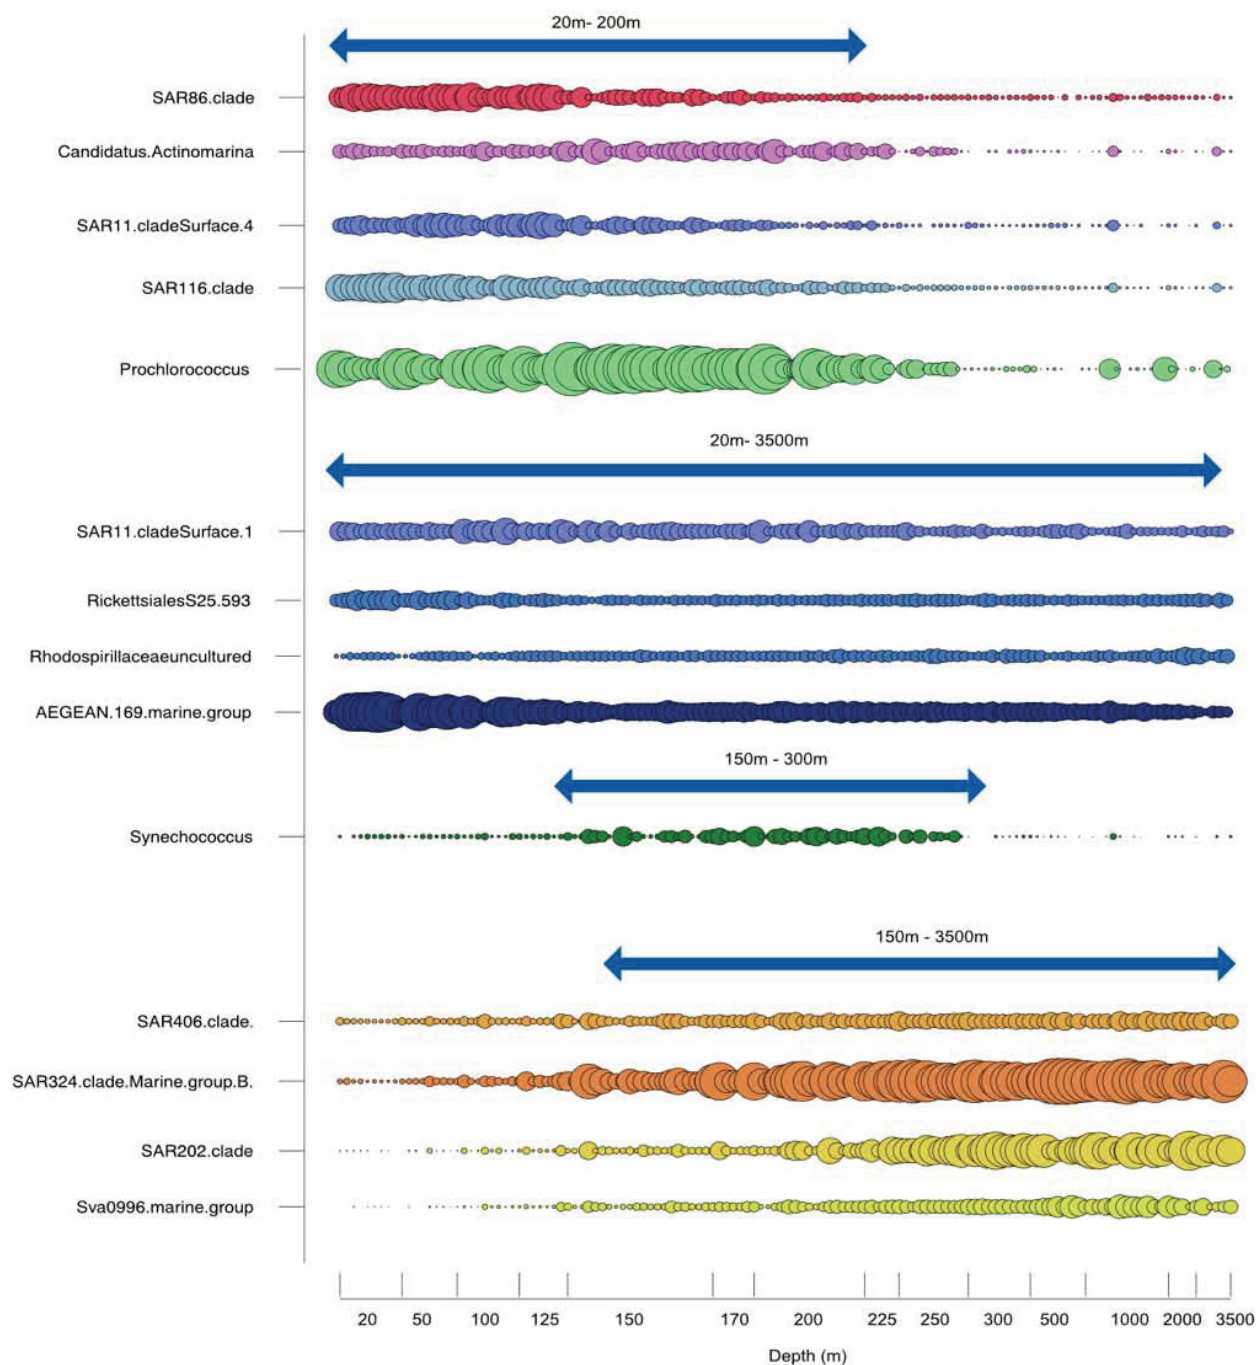 20m- 200m
SAR86.clade
Candidatus.Actinomarina
SAR11.cladeSurface.4
SAR116.clade
Prochlorococcus
20m- 3500m
SAR11.cladeSurface.1
RickettsialesS25.593
Rhodospirillaceaeuncultured
AEGEAN.169.marine.group
150m - 300m
Synechococcus
150m - 3500m
SAR406.clade.
SAR324.clade.Marine.group.B.
SAR202.clade
Sva0996.marine.group
20 50 100 125 150 170 200 225 250 300 500 1000 2000 3500
Depth (m)